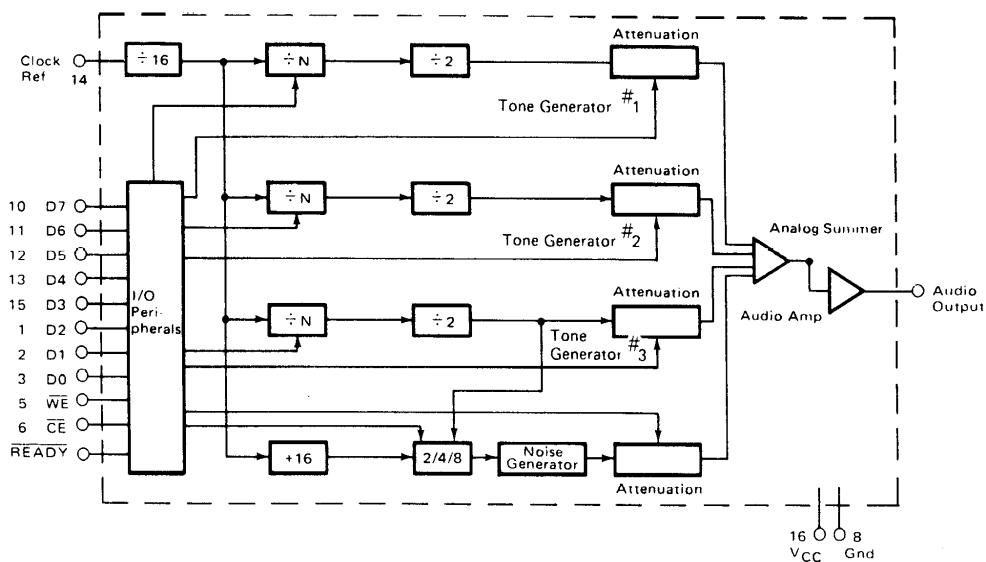 Attenuation
Clock
Ref
14
÷16
÷N
÷2
Tone Generator #1
Attenuation
÷N
÷2
Tone Generator #2
Analog Summer
10 D7
11 D6
12 D5
13 D4
15 D3
1 D2
2 D1
3 D0
5 WE
6 CE
READY
I/O
Peri-
pherals
Attenuation
÷N
÷2
Tone
Generator #3
Audio Amp
Audio
Output
+16
2/4/8
Noise
Generator
Attenuation
16
VCC
8
Gnd